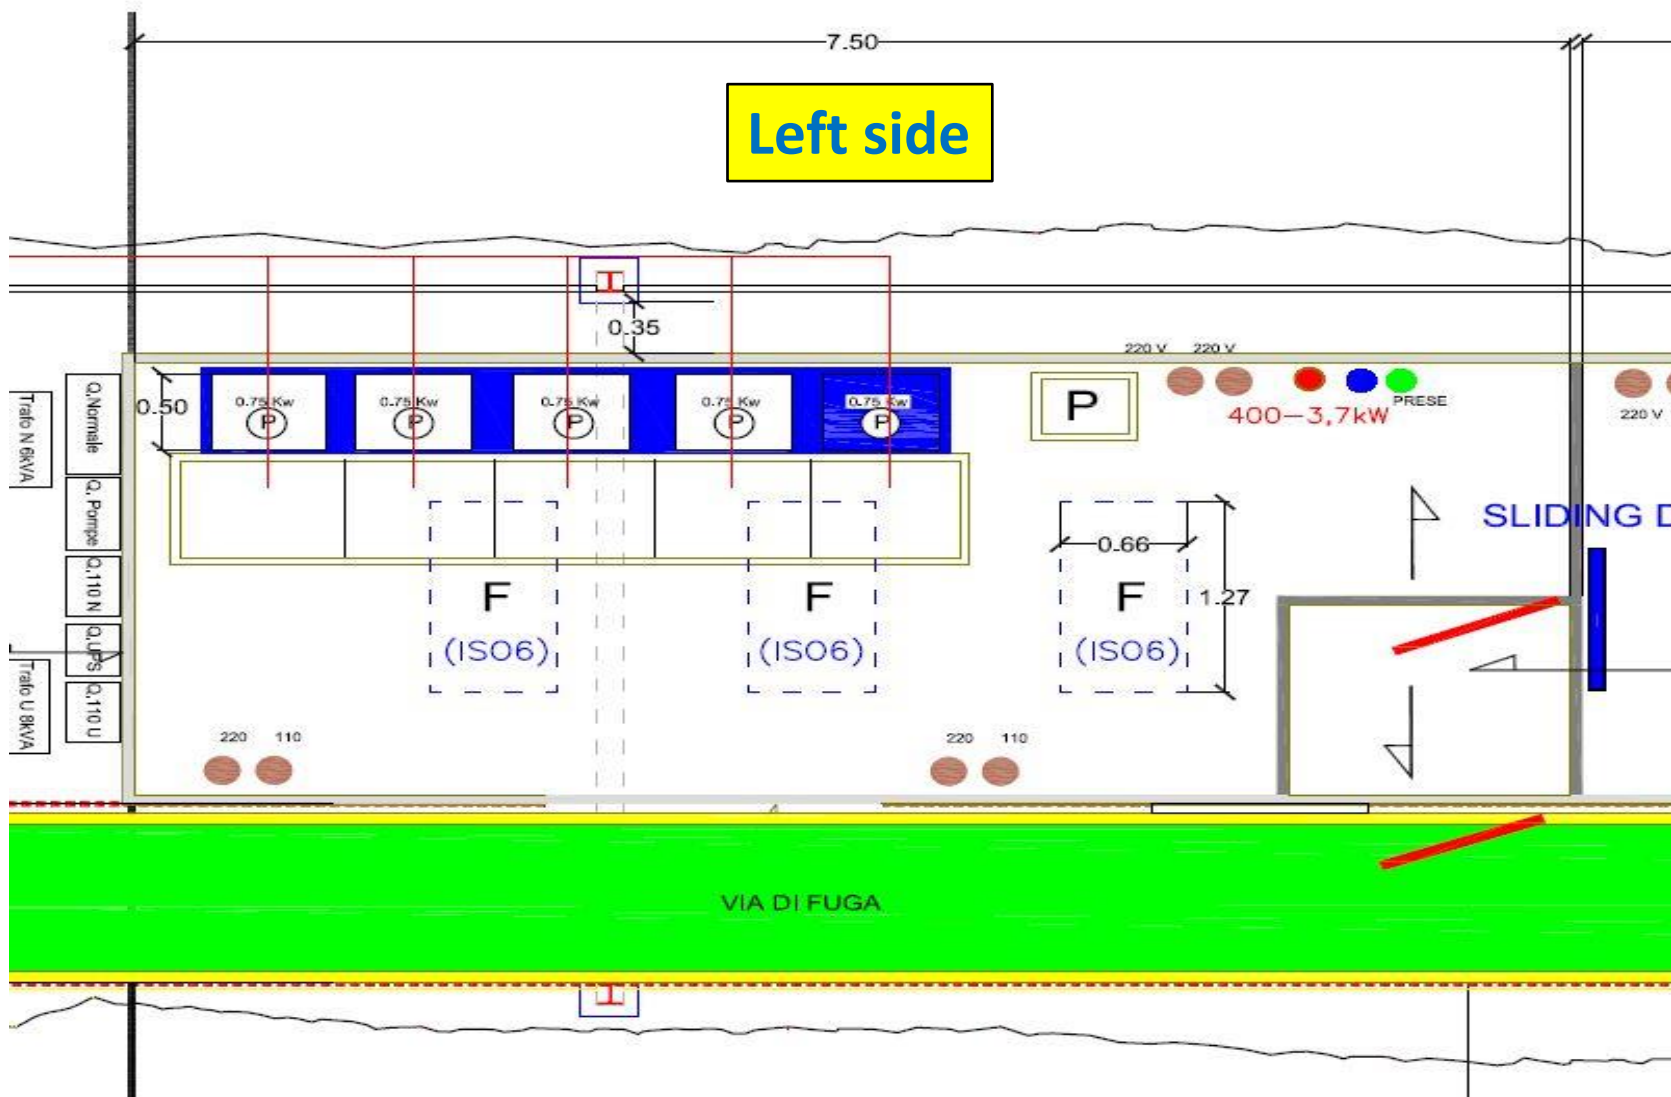 7.50
Left side
0.35
220 V 220 V
0.50
0.75 Kw
P
0.75 Kw
P
0.75 Kw
P
0.75 Kw
P
0.75 Kw
P
P
PRESE
400-3,7kW
220 V
Trafo N 6kVA
Q.Normale
Q. Pompe
Q.110 N
Q.UPS
Q.110 U
Trafo U 8kVA
SLIDING D
0.66
1.27
F
(ISO6)
F
(ISO6)
F
(ISO6)
220 110
220 110
VIA DI FUGA